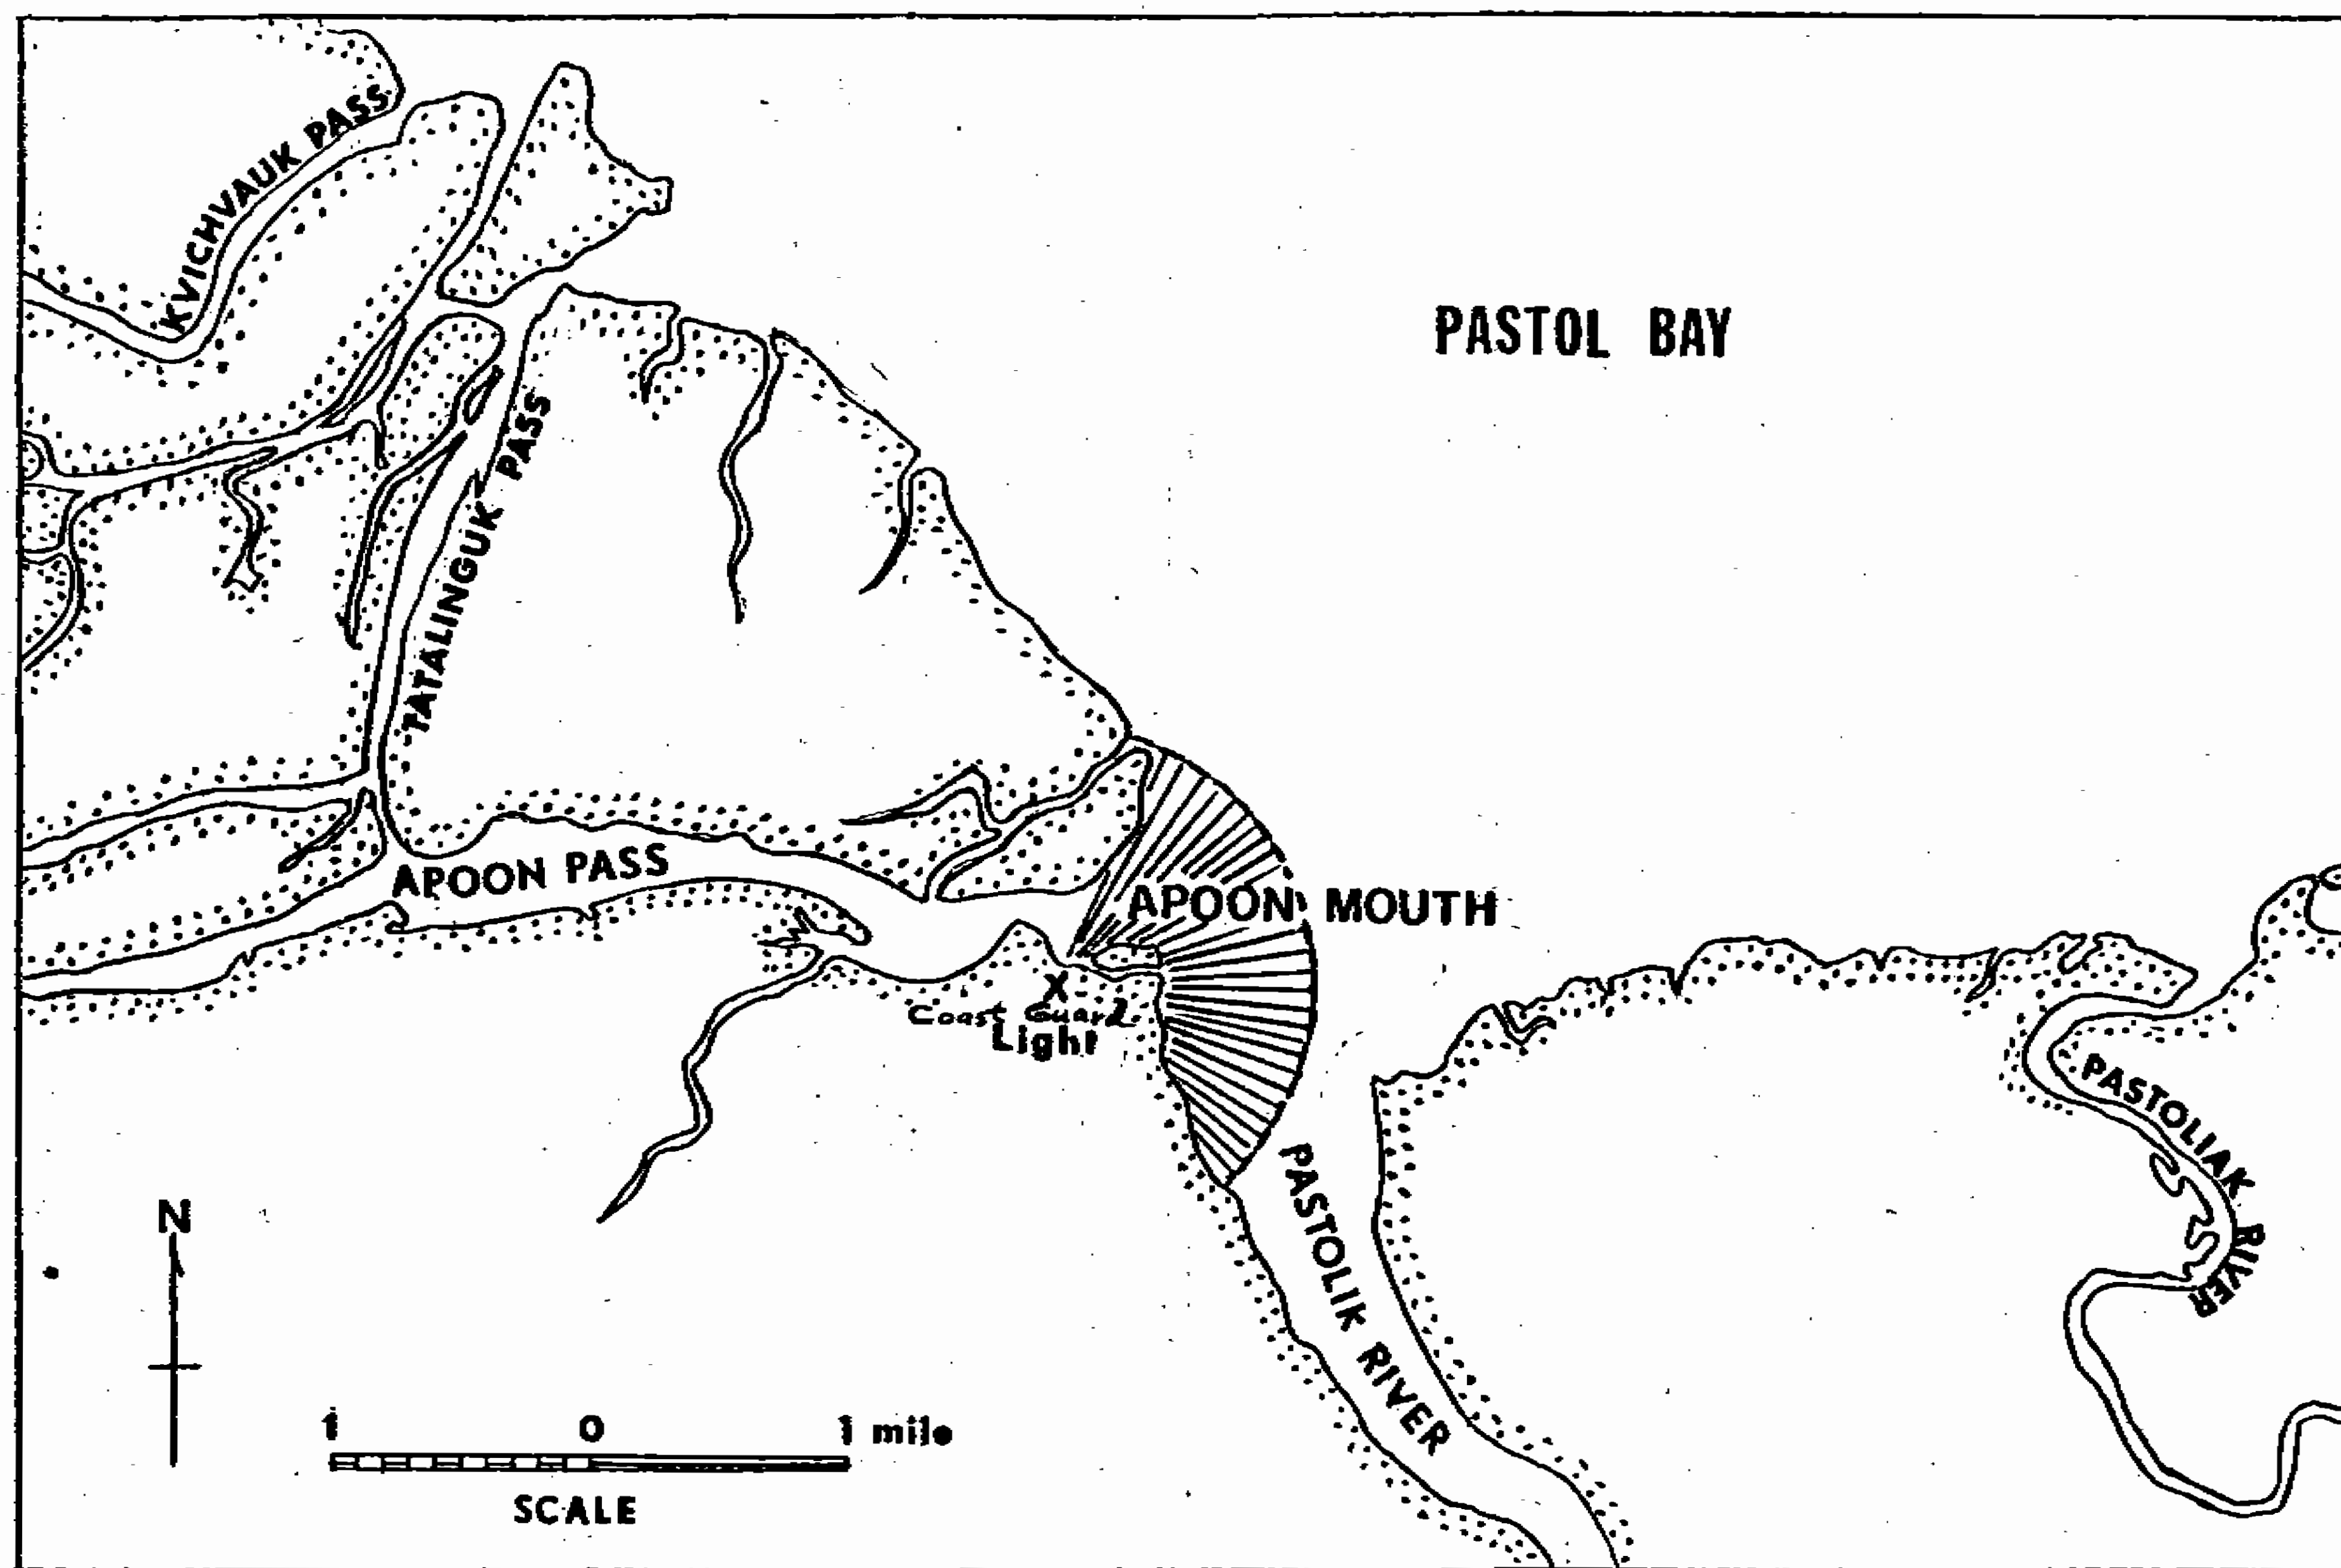 KVICHVAUK PASS
PASTOL BAY
TATALINGUK PASS
APOON PASS
APOON MOUTH
X
Coast Guard
Light
PASTOLIAK RIVER
PASTOLIK RIVER
N
1 0 1 mile
SCALE